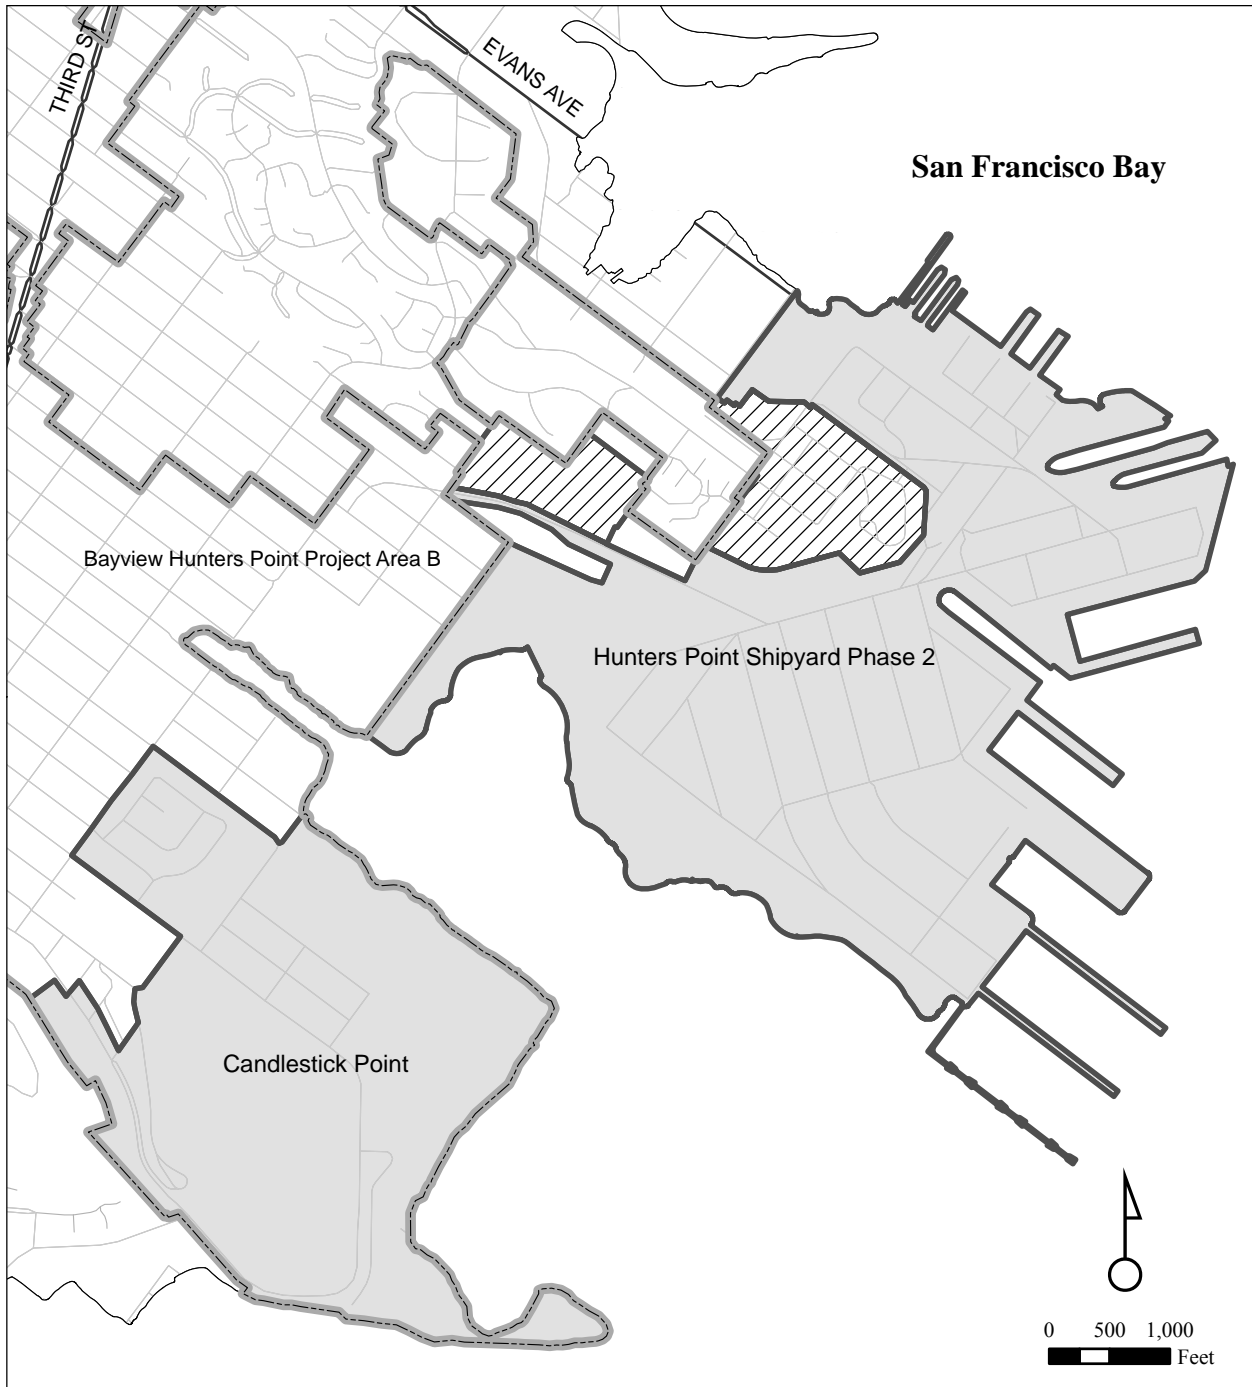 THIRD ST
EVANS AVE
San Francisco Bay
Bayview Hunters Point Project Area B
Hunters Point Shipyard Phase 2
Candlestick Point
0 500 1,000
Feet